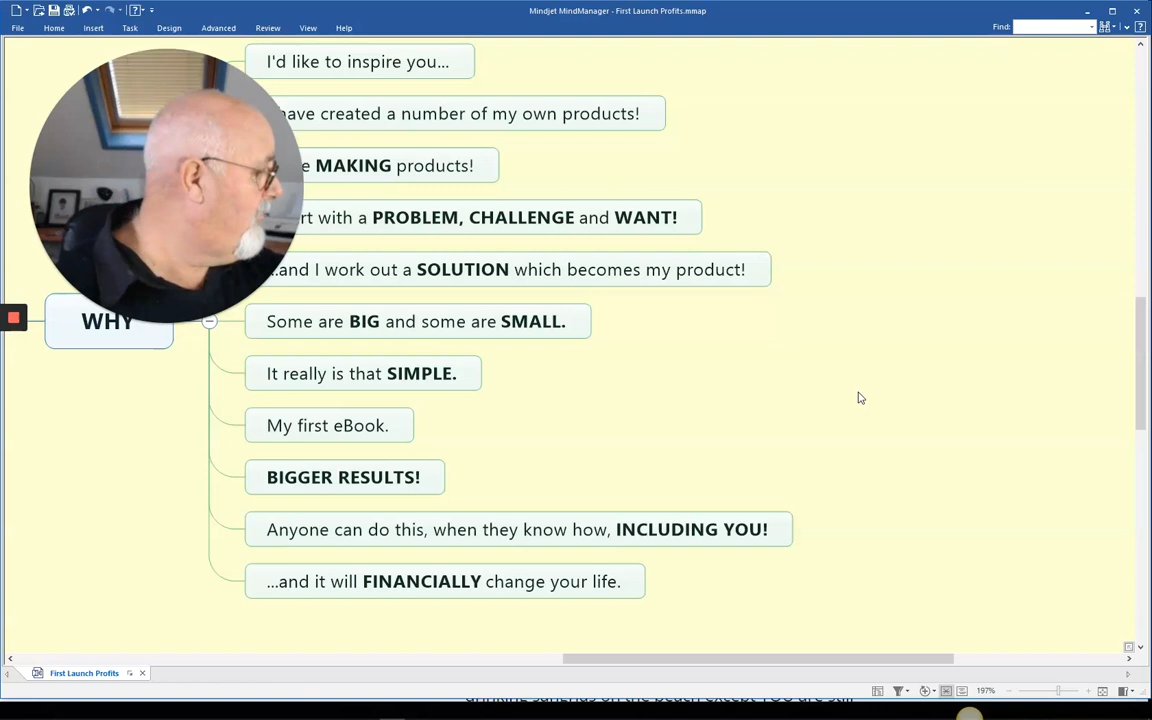 Mindjet MindManager - First Launch Profits.mmap
File Home Insert Task Design Advanced Review View Help Find:
I'd like to inspire you...
have created a number of my own products!
MAKING products!
with a PROBLEM, CHALLENGE and WANT!
...and I work out a SOLUTION which becomes my product!
WHY
Some are BIG and some are SMALL.
It really is that SIMPLE.
My first eBook.
BIGGER RESULTS!
Anyone can do this, when they know how, INCLUDING YOU!
...and it will FINANCIALLY change your life.
First Launch Profits
197%